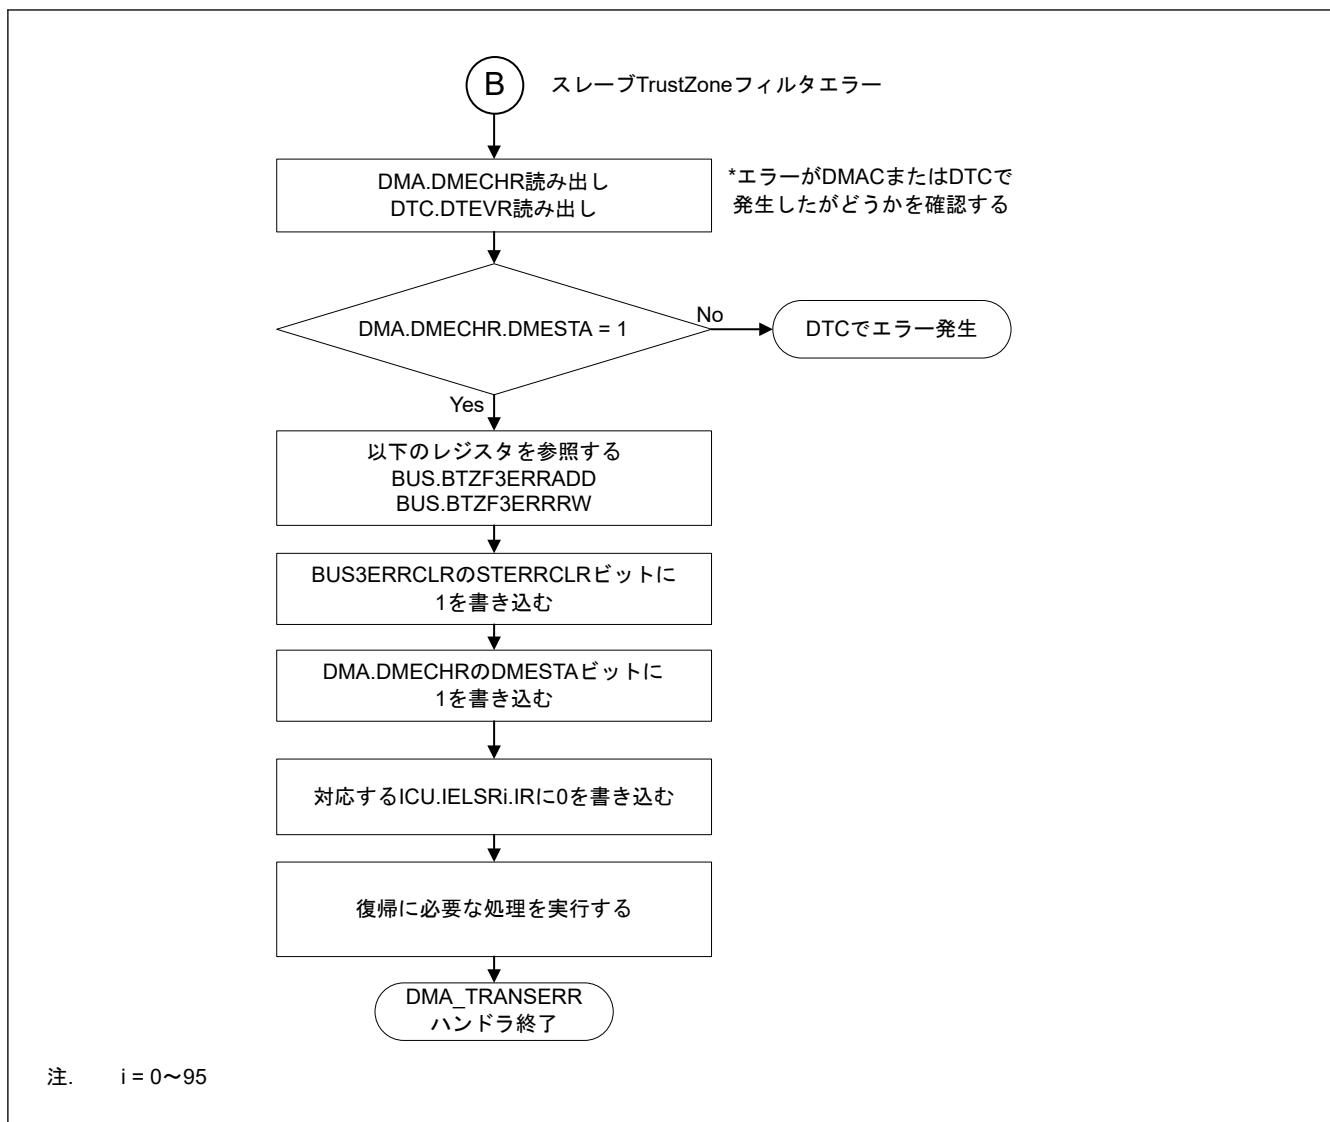 B
スレーブTrustZoneフィルタエラー
DMA.DMECHR読み出し
DTC.DTEVR読み出し
*エラーがDMACまたはDTCで
発生したがどうかを確認する
DMA.DMECHR.DMESTA = 1
No
DTCでエラー発生
Yes
以下のレジスタを参照する
BUS.BTZF3ERRADD
BUS.BTZF3ERRRW
BUS3ERRCLRのSTERRCLRビットに
1を書き込む
DMA.DMECHRのDMESTAビットに
1を書き込む
対応するICU.IELSRi.IRに0を書き込む
復帰に必要な処理を実行する
DMA_TRANSERR
ハンドラ終了
注. i = 0〜95